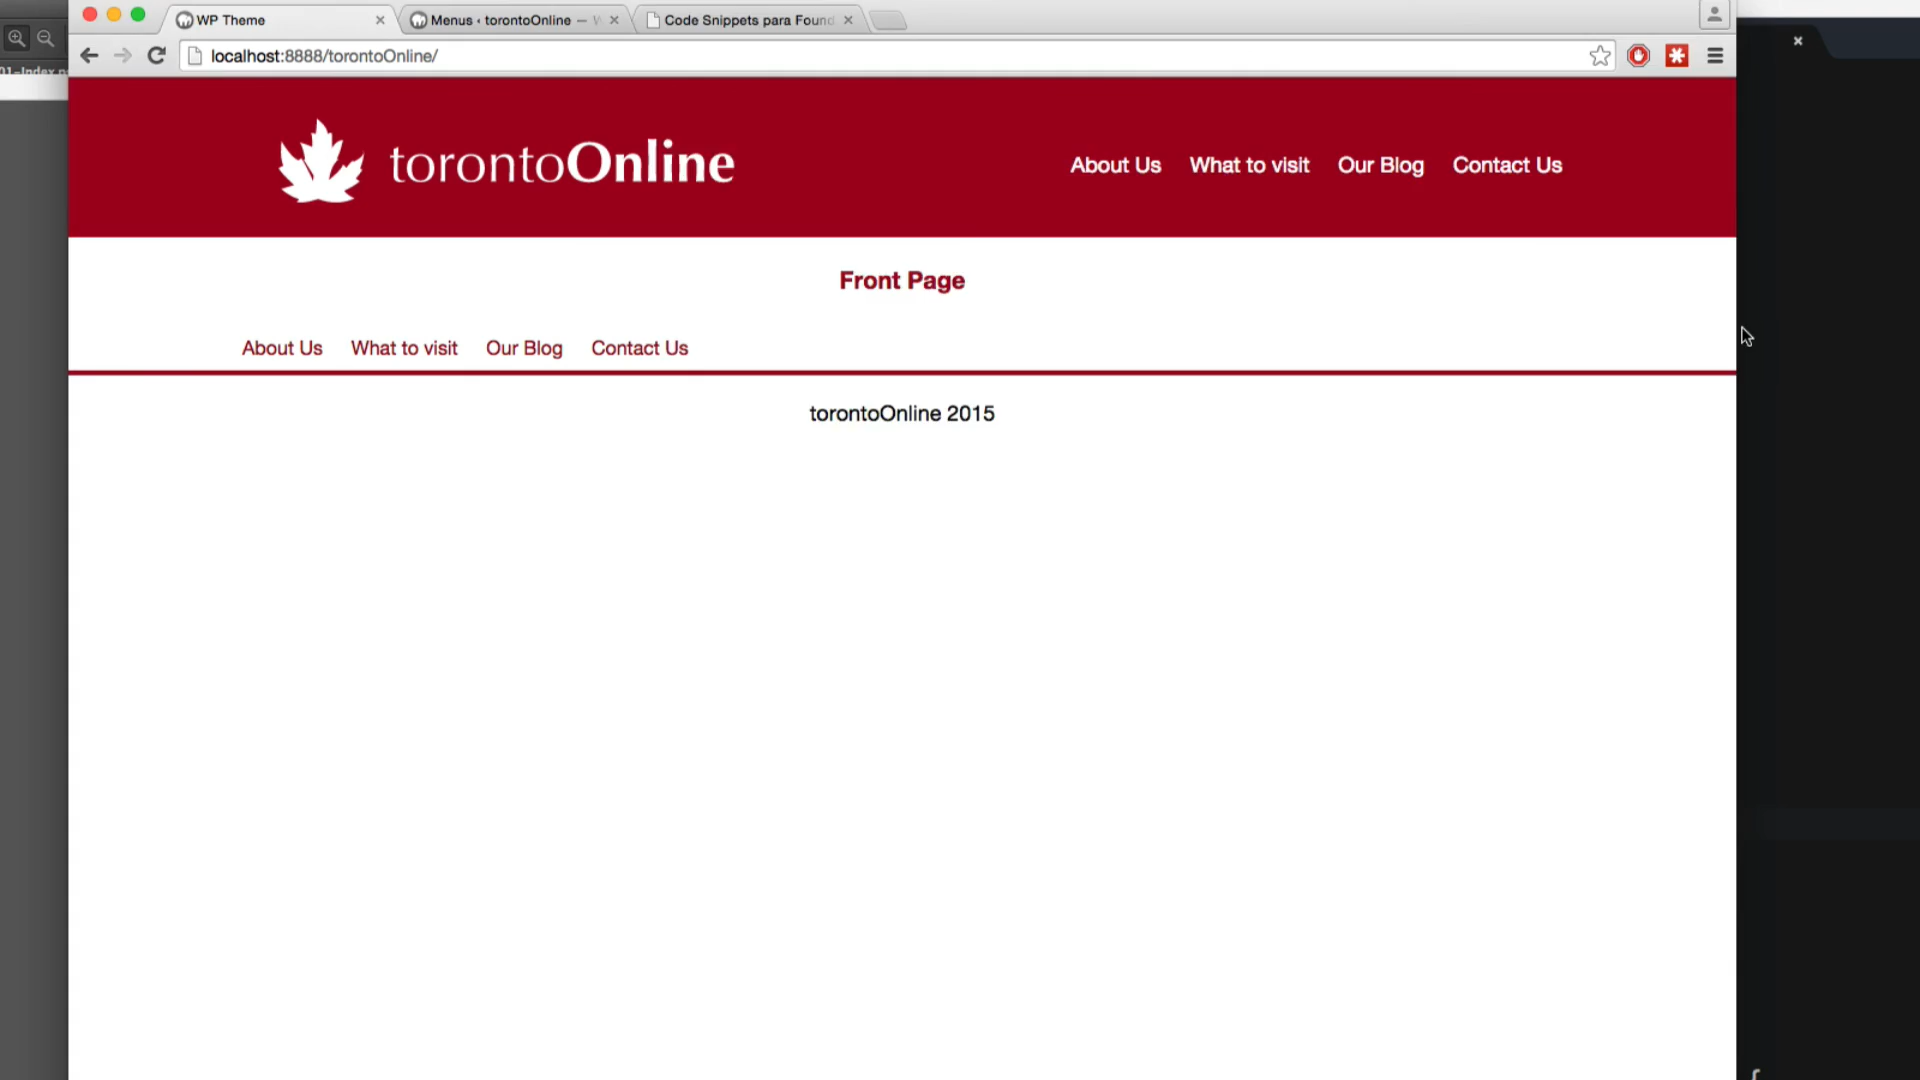 WP Theme
Menus ‹ torontoOnline — W
Code Snippets para Found
localhost:8888/torontoOnline/
torontoOnline
About Us What to visit Our Blog Contact Us
Front Page
About Us What to visit Our Blog Contact Us
torontoOnline 2015